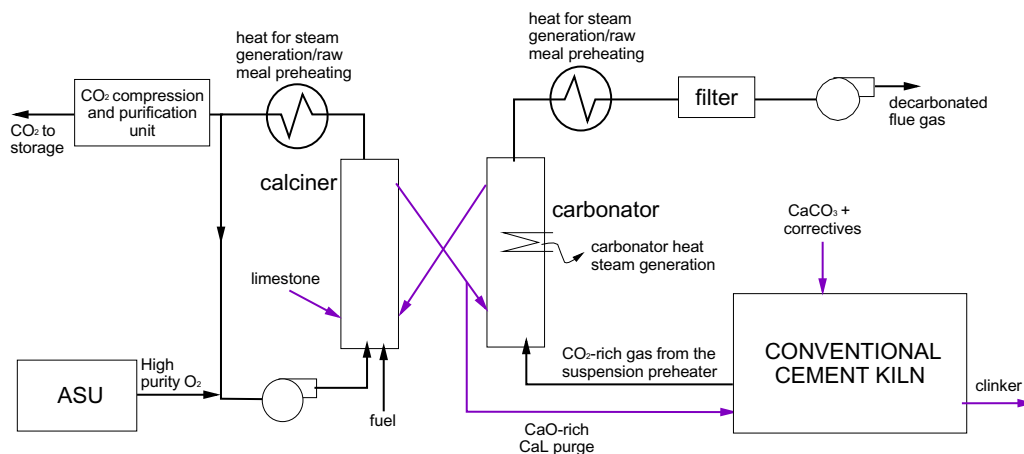 heat for steam
generation/raw
meal preheating
heat for steam
generation/raw
meal preheating
CO₂ compression
and purification
unit
filter
CO₂ to
storage
decarbonated
flue gas
calciner
carbonator
CaCO₃ +
correctives
carbonator heat
steam generation
limestone
CO₂-rich gas from the
suspension preheater
CONVENTIONAL
CEMENT KILN
High
purity O₂
ASU
clinker
fuel
CaO-rich
CaL purge